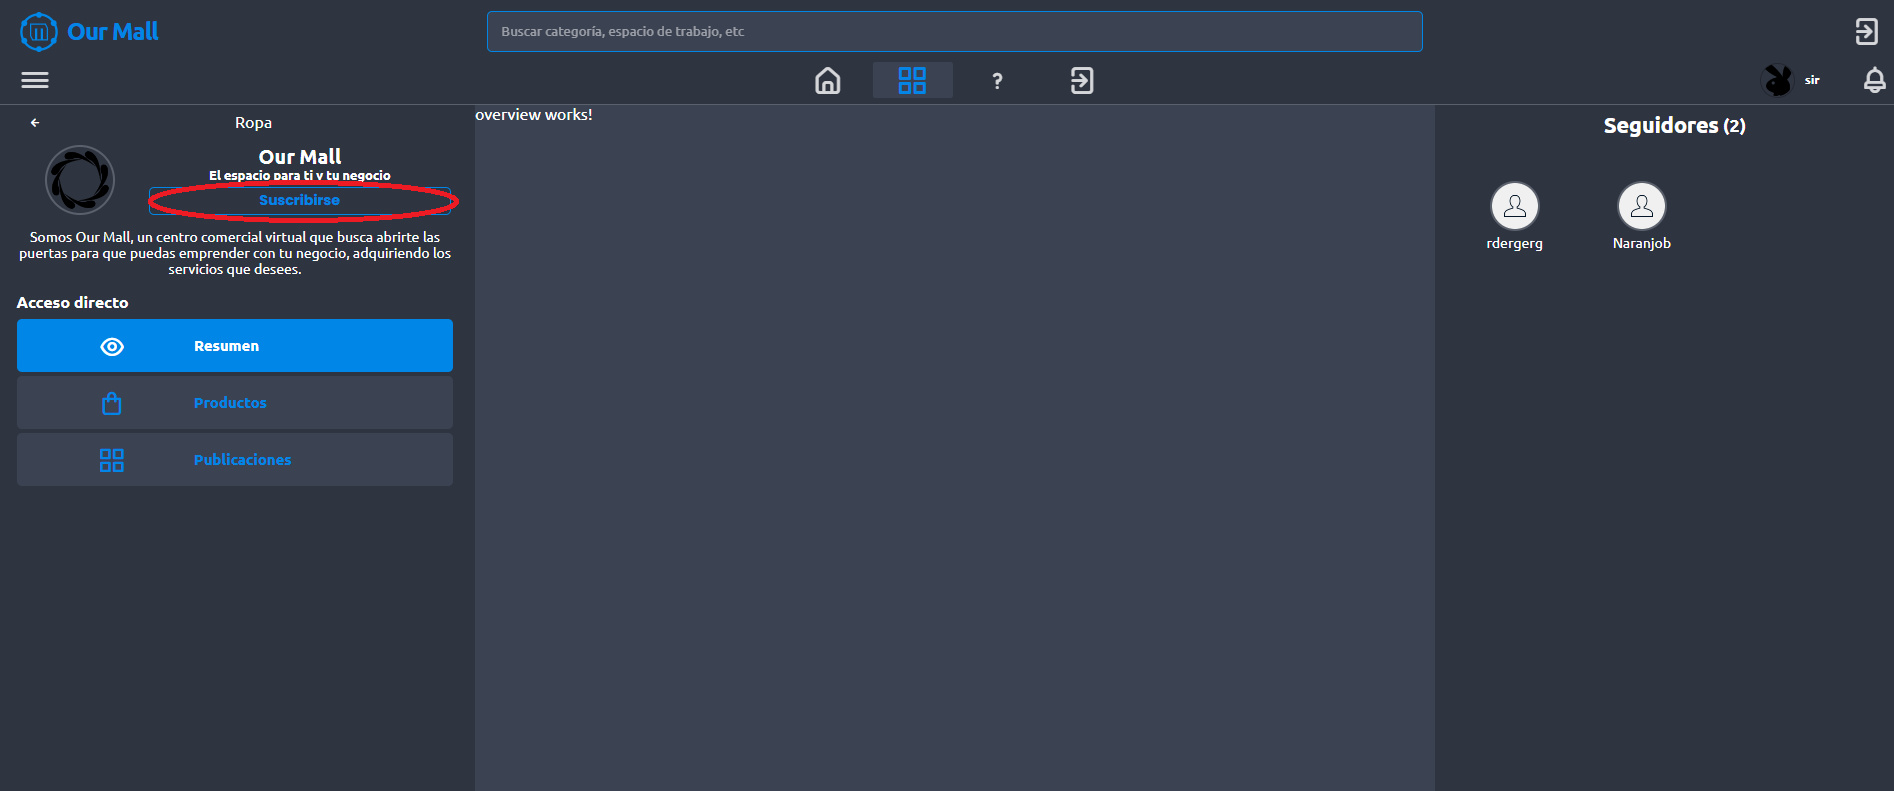 Our Mall
Buscar categoría, espacio de trabajo, etc
?
sir
Ropa
Our Mall
El espacio para ti y tu negocio
Suscribirse
Somos Our Mall, un centro comercial virtual que busca abrirte las
puertas para que puedas emprender con tu negocio, adquiriendo los
servicios que desees.
Acceso directo
Resumen
Productos
Publicaciones
overview works!
Seguidores (2)
rdergerg
Naranjob